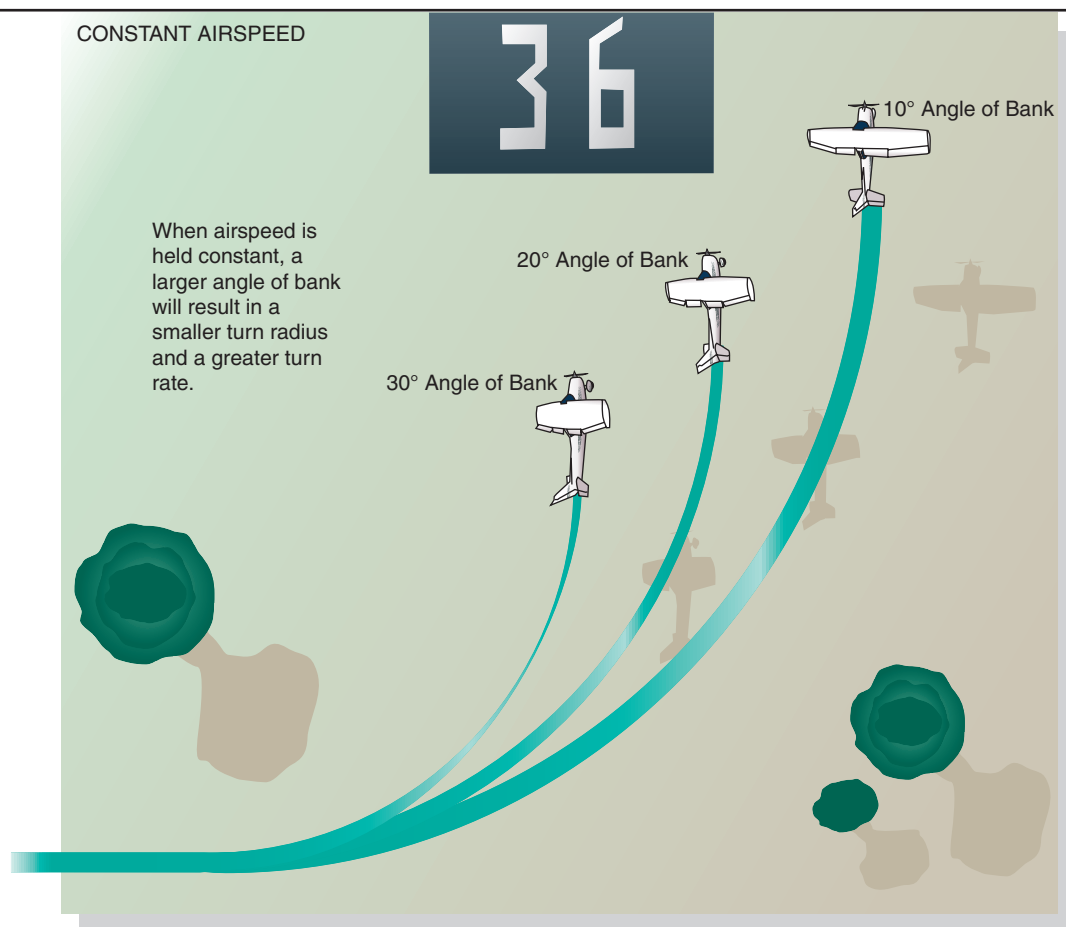 CONSTANT AIRSPEED
36
10° Angle of Bank
When airspeed is
held constant, a
larger angle of bank
will result in a
smaller turn radius
and a greater turn
rate.
20° Angle of Bank
30° Angle of Bank